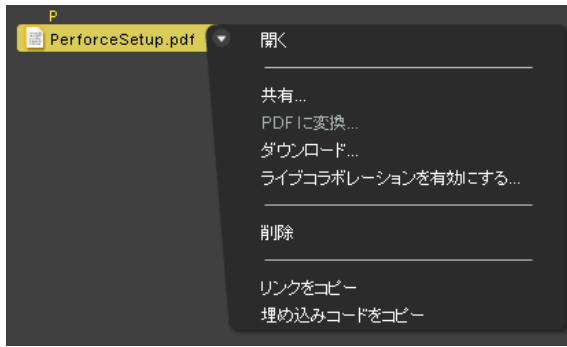 P
PerforceSetup.pdf
開く
共有...
PDFに変換...
ダウンロード...
ライブコラボレーションを有効にする...
削除
リンクをコピー
埋め込みコードをコピー